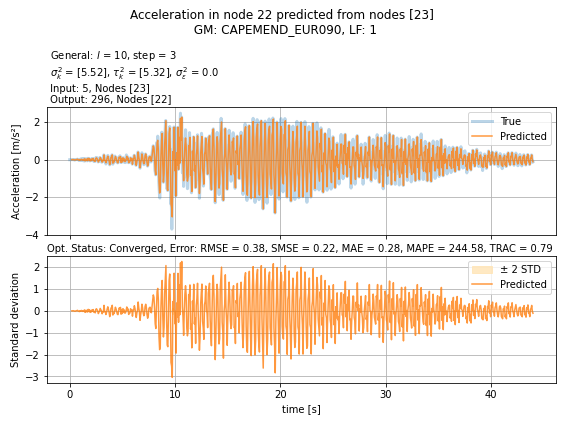 Acceleration in node 22 predicted from nodes [23]
GM: CAPEMEND_EUR090, LF: 1
General: l = 10, step = 3
σ²ₖ = [5.52], τ²ₖ = [5.32], σ²ᵣ = 0.0
Input: 5, Nodes [23]
Output: 296, Nodes [22]
Acceleration [m/s²]
2
0
−2
−4
True
Predicted
Opt. Status: Converged, Error: RMSE = 0.38, SMSE = 0.22, MAE = 0.28, MAPE = 244.58, TRAC = 0.79
Standard deviation
2
1
0
−1
−2
−3
± 2 STD
Predicted
0 10 20 30 40
time [s]